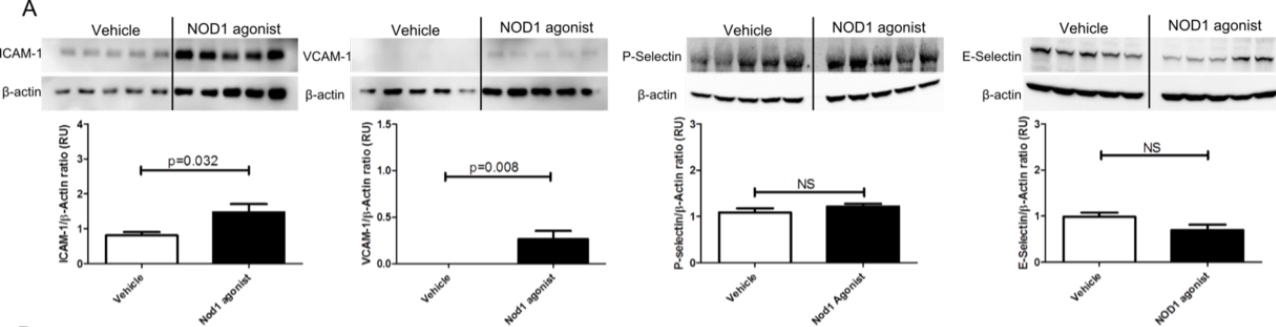 A
Vehicle NOD1 agonist
ICAM-1
β-actin
ICAM-1/β-Actin ratio (RU)
4
3
2
1
0
p=0.032
Vehicle
Nod1 agonist
Vehicle NOD1 agonist
VCAM-1
β-actin
VCAM-1/β-Actin ratio (RU)
1.5
1.0
0.5
0.0
p=0.008
Vehicle
Nod1 agonist
Vehicle NOD1 agonist
P-Selectin
β-actin
P-selectin/β-Actin ratio (RU)
3
2
1
0
NS
Vehicle
Nod1 Agonist
Vehicle NOD1 agonist
E-Selectin
β-actin
E-Selectin/β-Actin ratio (RU)
3
2
1
0
NS
Vehicle
NOD1 agonist